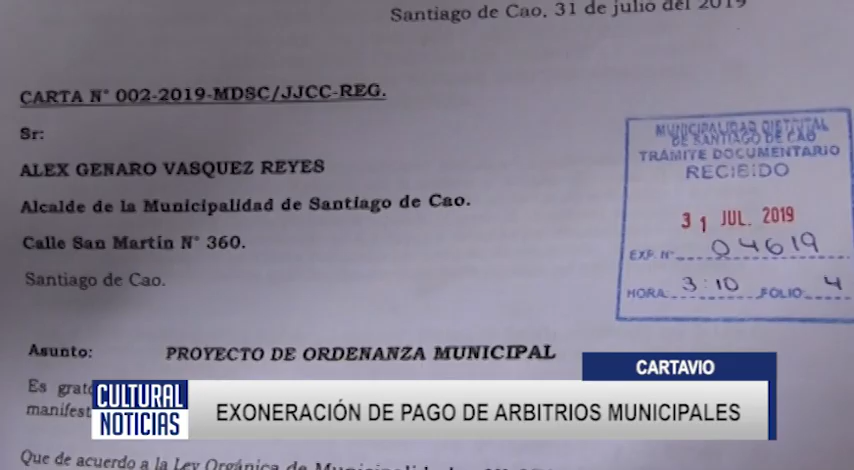 Santiago de Cao, 31 de julio del 2019
CARTA N° 002-2019-MDSC/JJCC-REG.
Sr:
ALEX GENARO VASQUEZ REYES
Alcalde de la Municipalidad de Santiago de Cao.
Calle San Martin N° 360.
Santiago de Cao.
MUNICIPALIDAD DISTRITAL
DE SANTIAGO DE CAO
TRÁMITE DOCUMENTARIO
RECIBIDO
31 JUL. 2019
EXP. N° 04619
HORA: 3:10 FOLIO: 4
Asunto: PROYECTO DE ORDENANZA MUNICIPAL
Es
CARTAVIO
CULTURAL
NOTICIAS
EXONERACIÓN DE PAGO DE ARBITRIOS MUNICIPALES
Que de acuerdo a la Ley Orgánica de